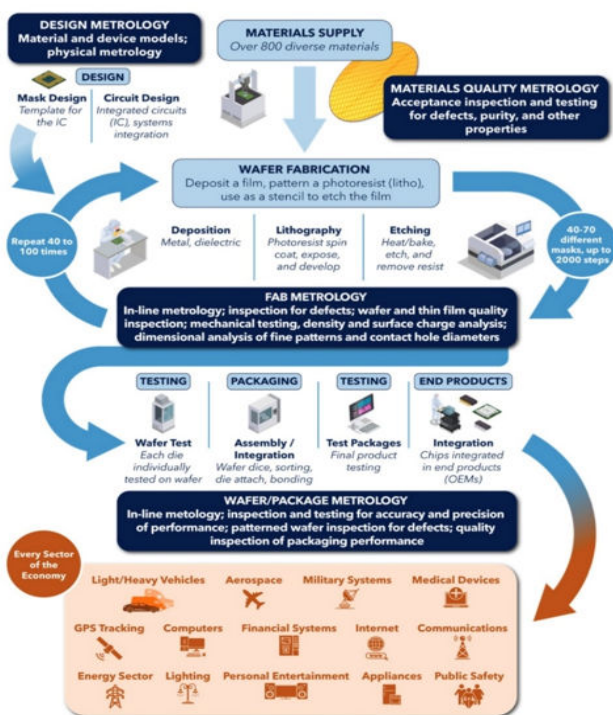 DESIGN METROLOGY
Material and device models;
physical metrology
DESIGN
Mask Design
Template for
the IC
Circuit Design
Integrated circuits
(IC), systems
integration
MATERIALS SUPPLY
Over 800 diverse materials
MATERIALS QUALITY METROLOGY
Acceptance inspection and testing
for defects, purity, and other
properties
WAFER FABRICATION
Deposit a film, pattern a photoresist (litho),
use as a stencil to etch the film
Repeat 40 to
100 times
Deposition
Metal, dielectric
Lithography
Photoresist spin
coat, expose,
and develop
Etching
Heat/bake,
etch, and
remove resist
40-70
different
masks, up to
2000 steps
FAB METROLOGY
In-line metrology; inspection for defects; wafer and thin film quality
inspection; mechanical testing, density and surface charge analysis;
dimensional analysis of fine patterns and contact hole diameters
TESTING
Wafer Test
Each die
individually
tested on wafer
PACKAGING
Assembly /
Integration
Wafer dice, sorting,
die attach, bonding
TESTING
Test Packages
Final product
testing
END PRODUCTS
Integration
Chips integrated
in end products
(OEMs)
WAFER/PACKAGE METROLOGY
In-line metology; inspection and testing for accuracy and precision
of performance; patterned wafer inspection for defects; quality
inspection of packaging performance
Every Sector
of the
Economy
Light/Heavy Vehicles
Aerospace
Military Systems
Medical Devices
GPS Tracking
Computers
Financial Systems
Internet
Communications
Energy Sector
Lighting
Personal Entertainment
Appliances
Public Safety